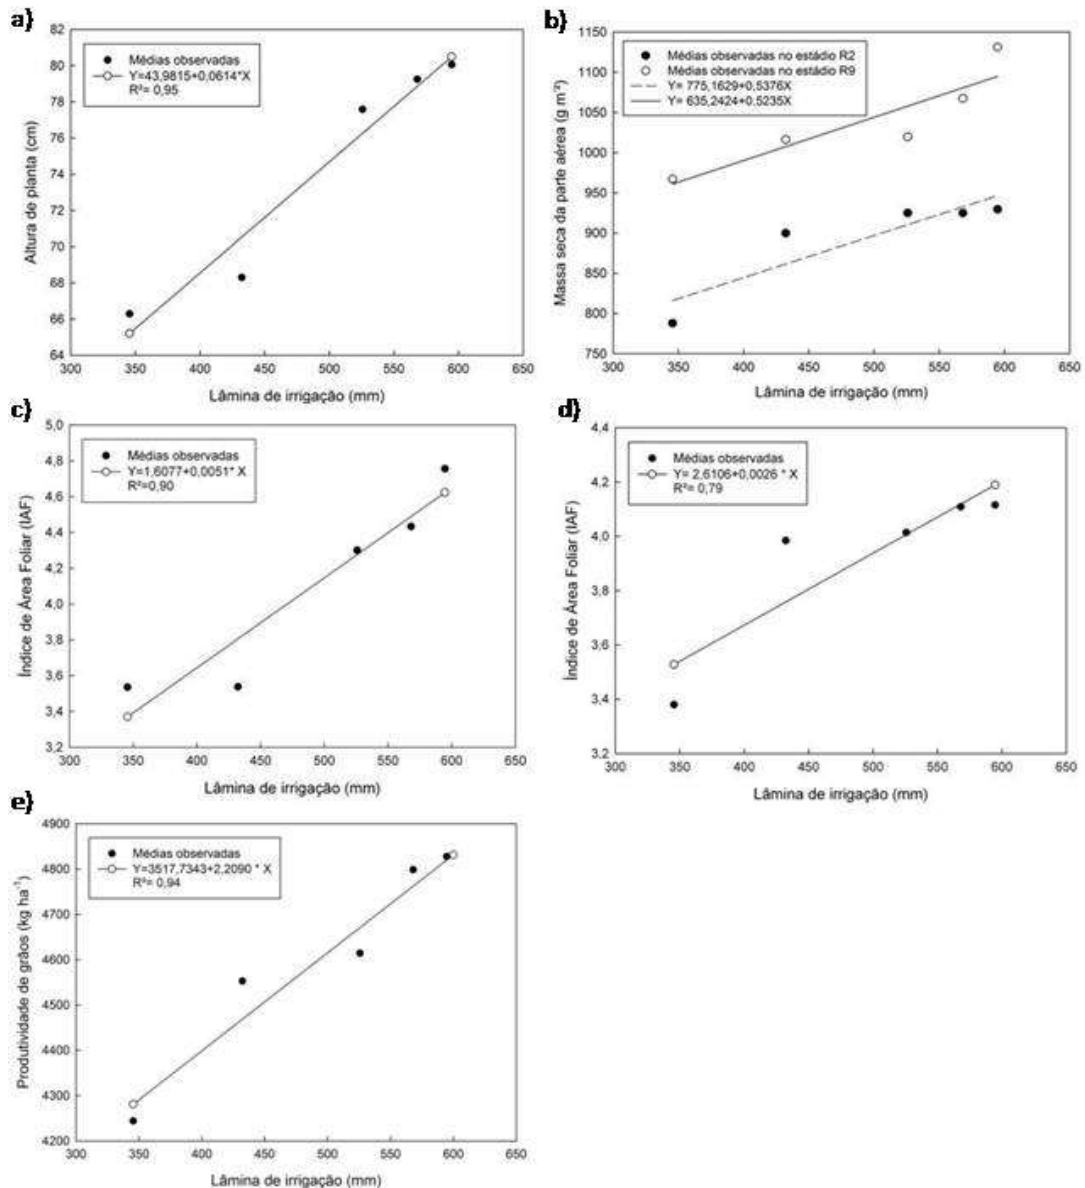 a)
82
80
78
76
74
72
70
68
66
64
Altura de planta (cm)
Médias observadas
Y=43,9815+0,0614*X
R²= 0,95
300 350 400 450 500 550 600 650
Lâmina de irrigação (mm)
b)
1150
1100
1050
1000
950
900
850
800
750
Massa seca da parte aérea (g m⁻²)
Médias observadas no estádio R2
Médias observadas no estádio R9
Y= 775,1629+0.5376X
Y= 635,2424+0.5235X
300 350 400 450 500 550 600 650
Lâmina de irrigação (mm)
c)
5,0
4,8
4,6
4,4
4,2
4,0
3,8
3,6
3,4
3,2
Índice de Área Foliar (IAF)
Médias observadas
Y=1,6077+0,0051* X
R²=0,90
300 350 400 450 500 550 600 650
Lâmina de irrigação (mm)
d)
4,4
4,2
4,0
3,8
3,6
3,4
3,2
Índice de Área Foliar (IAF)
Médias observadas
Y= 2,6106+0,0026 * X
R²= 0,79
300 350 400 450 500 550 600 650
Lâmina de irrigação (mm)
e)
4900
4800
4700
4600
4500
4400
4300
4200
Produtividade de grãos (kg ha⁻¹)
Médias observadas
Y=3517,7343+2,2090 * X
R²= 0,94
300 350 400 450 500 550 600 650
Lâmina de irrigação (mm)